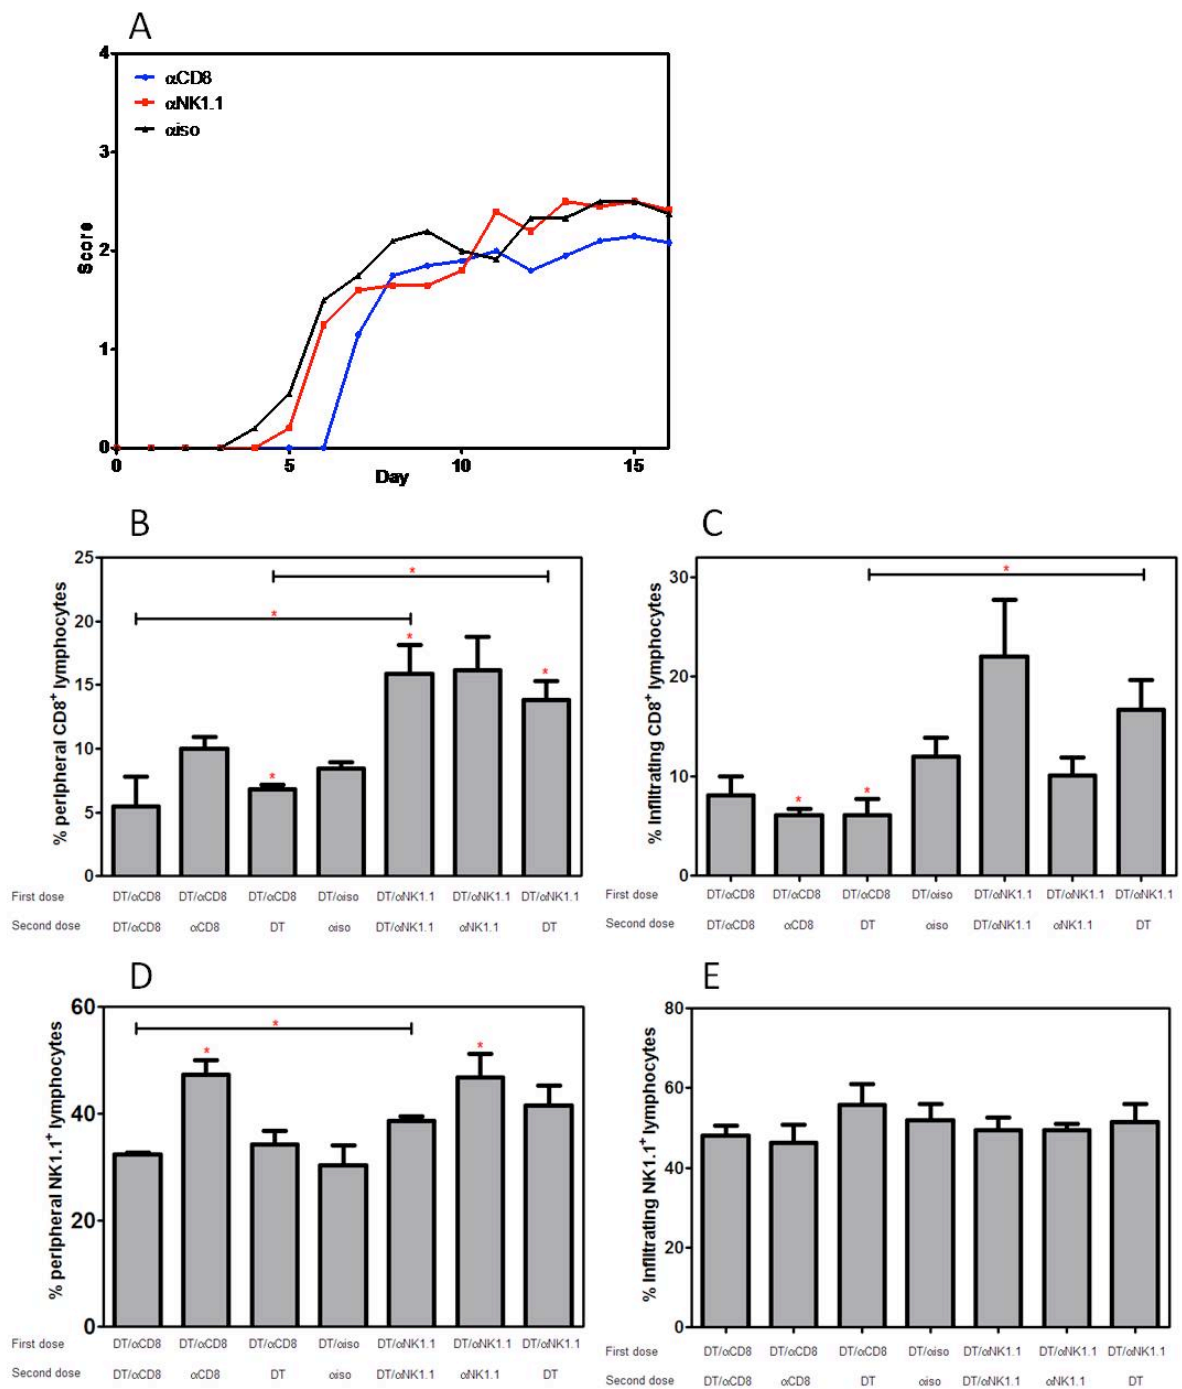 A
4
3
2
1
0
Score
αCD8
αNK1.1
αiso
0 5 10 15
Day
B
% peripheral CD8+ lymphocytes
25
20
15
10
5
0
* * * * *
First dose DT/αCD8 DT/αCD8 DT/αCD8 DT/αiso DT/αNK1.1 DT/αNK1.1 DT/αNK1.1
Second dose DT/αCD8 αCD8 DT αiso DT/αNK1.1 αNK1.1 DT
C
% Infiltrating CD8+ lymphocytes
30
20
10
0
* * *
DT/αCD8 DT/αCD8 DT/αCD8 DT/αiso DT/αNK1.1 DT/αNK1.1 DT/αNK1.1
DT/αCD8 αCD8 DT αiso DT/αNK1.1 αNK1.1 DT
D
% peripheral NK1.1+ lymphocytes
60
40
20
0
* * *
First dose DT/αCD8 DT/αCD8 DT/αCD8 DT/αiso DT/αNK1.1 DT/αNK1.1 DT/αNK1.1
Second dose DT/αCD8 αCD8 DT αiso DT/αNK1.1 αNK1.1 DT
E
% Infiltrating NK1.1+ lymphocytes
80
60
40
20
0
First dose DT/αCD8 DT/αCD8 DT/αCD8 DT/αiso DT/αNK1.1 DT/αNK1.1 DT/αNK1.1
Second dose DT/αCD8 αCD8 DT αiso DT/αNK1.1 αNK1.1 DT